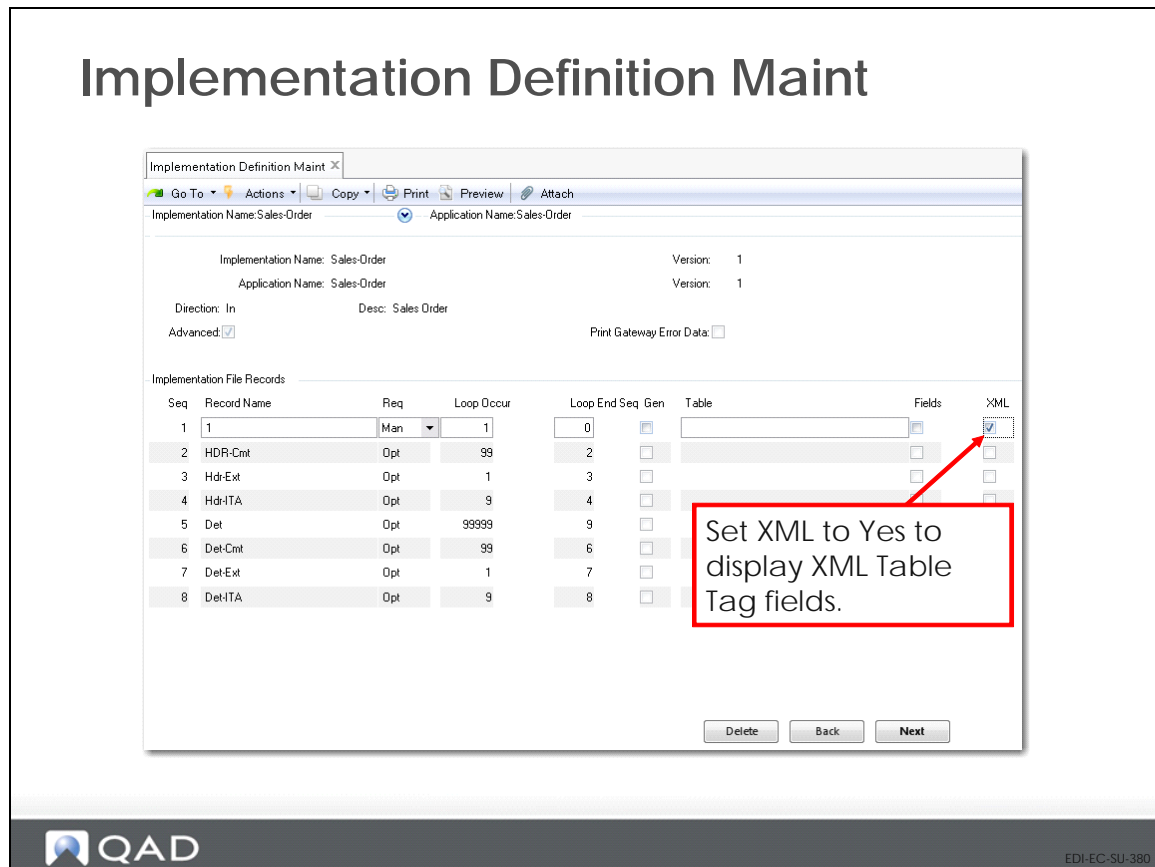 Implementation Definition Maint
Implementation Definition Maint X
Go To Actions Copy Print Preview Attach
Implementation Name:Sales-Order Application Name:Sales-Order
Implementation Name: Sales-Order Version: 1
Application Name: Sales-Order Version: 1
Direction: In Desc: Sales Order
Advanced: Print Gateway Error Data:
Implementation File Records
Seq Record Name Req Loop Occur Loop End Seq Gen Table Fields XML
1 1 Man 1 0
2 HDR-Cmt Opt 99 2
3 Hdr-Ext Opt 1 3
4 Hdr-ITA Opt 9 4
5 Det Opt 99999 9
6 Det-Cmt Opt 99 6
7 Det-Ext Opt 1 7
8 Det-ITA Opt 9 8
Set XML to Yes to
display XML Table
Tag fields.
Delete Back Next
QAD
EDI-EC-SU-380